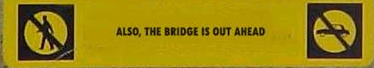 ALSO, THE BRIDGE IS OUT AHEAD